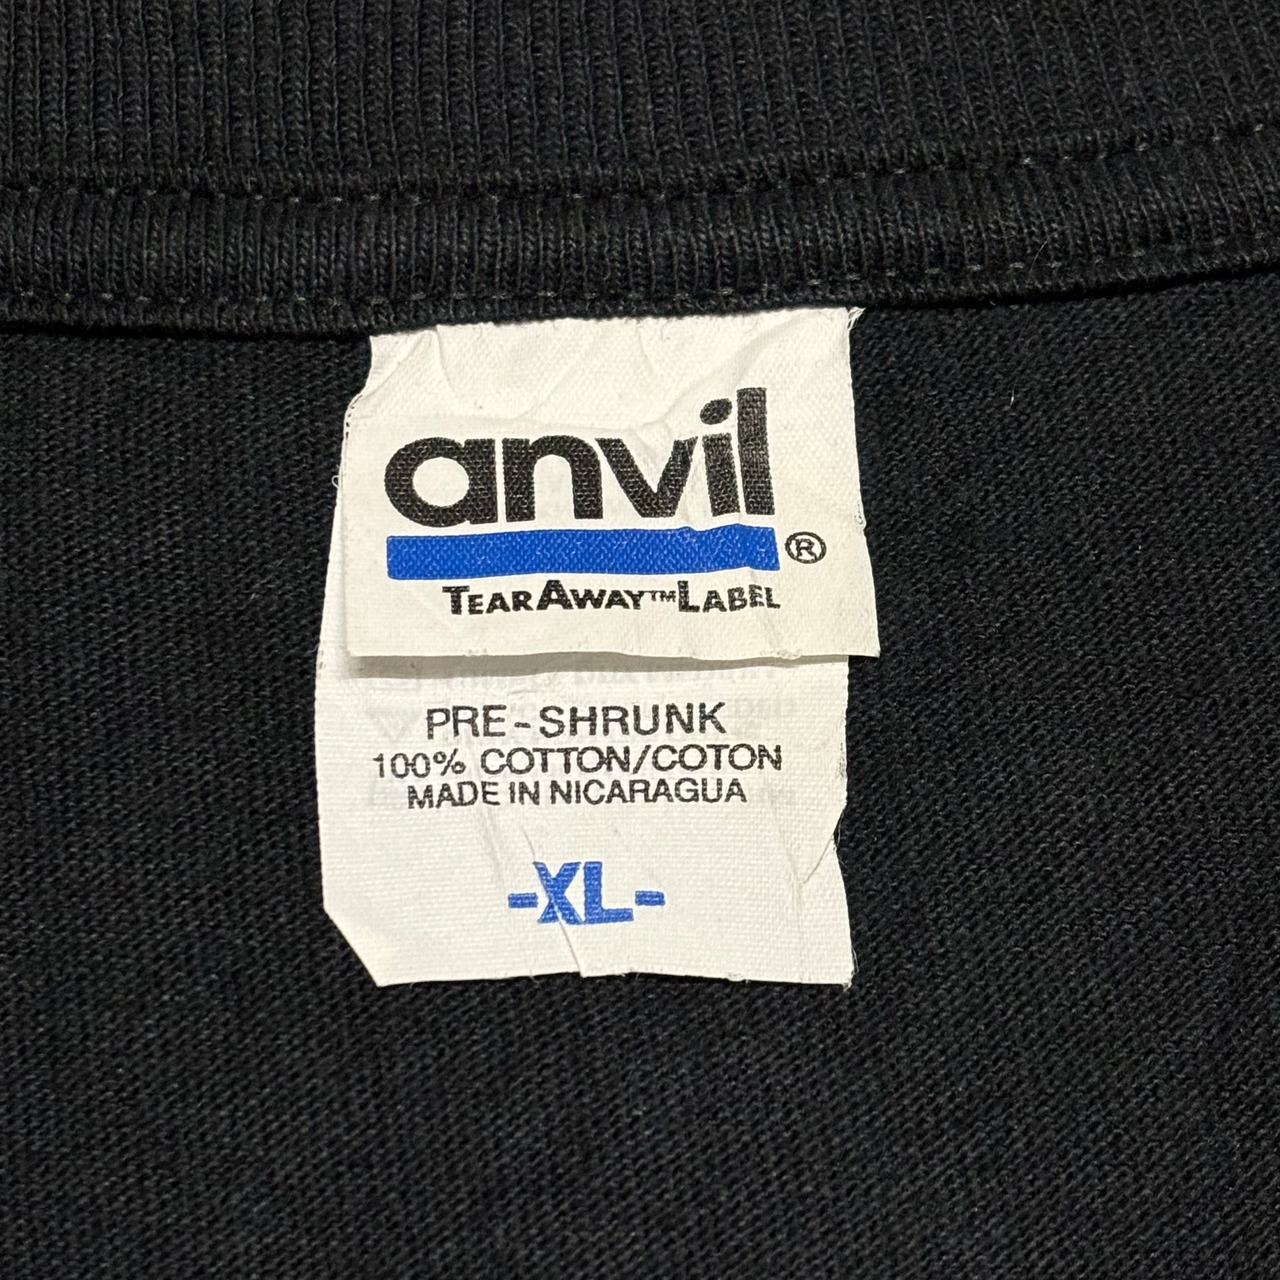 anvil®
TEARAWAY™LABEL
PRE-SHRUNK
100% COTTON/COTON
MADE IN NICARAGUA
-XL-